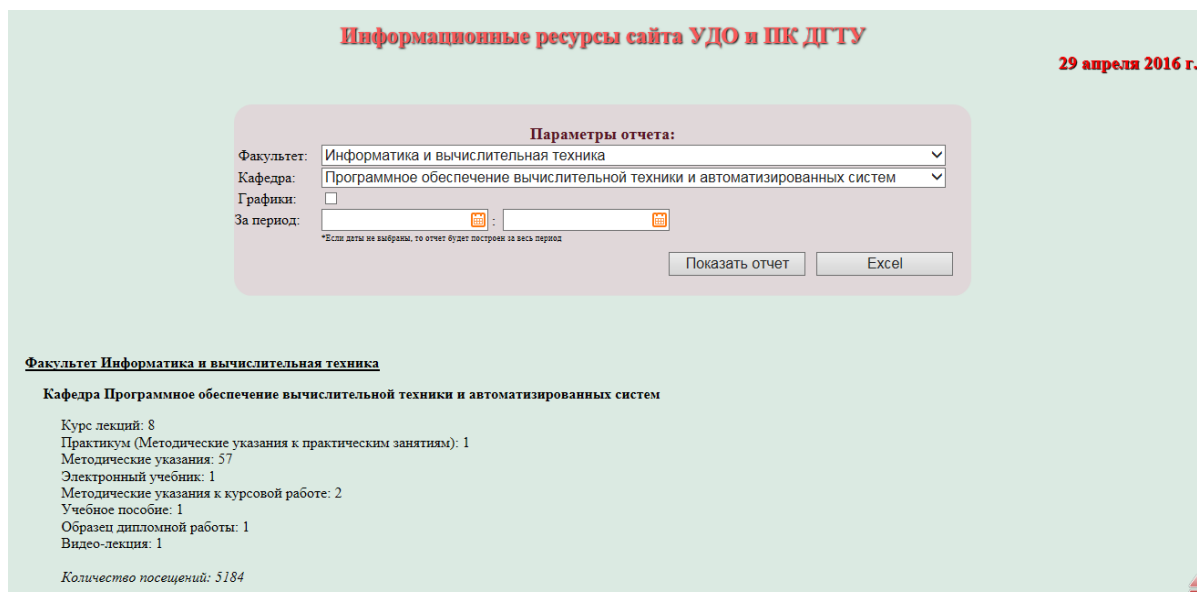 Информационные ресурсы сайта УДО и ПК ДГТУ
29 апреля 2016 г.
Параметры отчета:
Факультет: Информатика и вычислительная техника
Кафедра: Программное обеспечение вычислительной техники и автоматизированных систем
Графики:
За период: :
*Если даты не выбраны, то отчет будет построен за весь период
Показать отчет Excel
Факультет Информатика и вычислительная техника
Кафедра Программное обеспечение вычислительной техники и автоматизированных систем
Курс лекций: 8
Практикум (Методические указания к практическим занятиям): 1
Методические указания: 57
Электронный учебник: 1
Методические указания к курсовой работе: 2
Учебное пособие: 1
Образец дипломной работы: 1
Видео-лекция: 1
Количество посещений: 5184